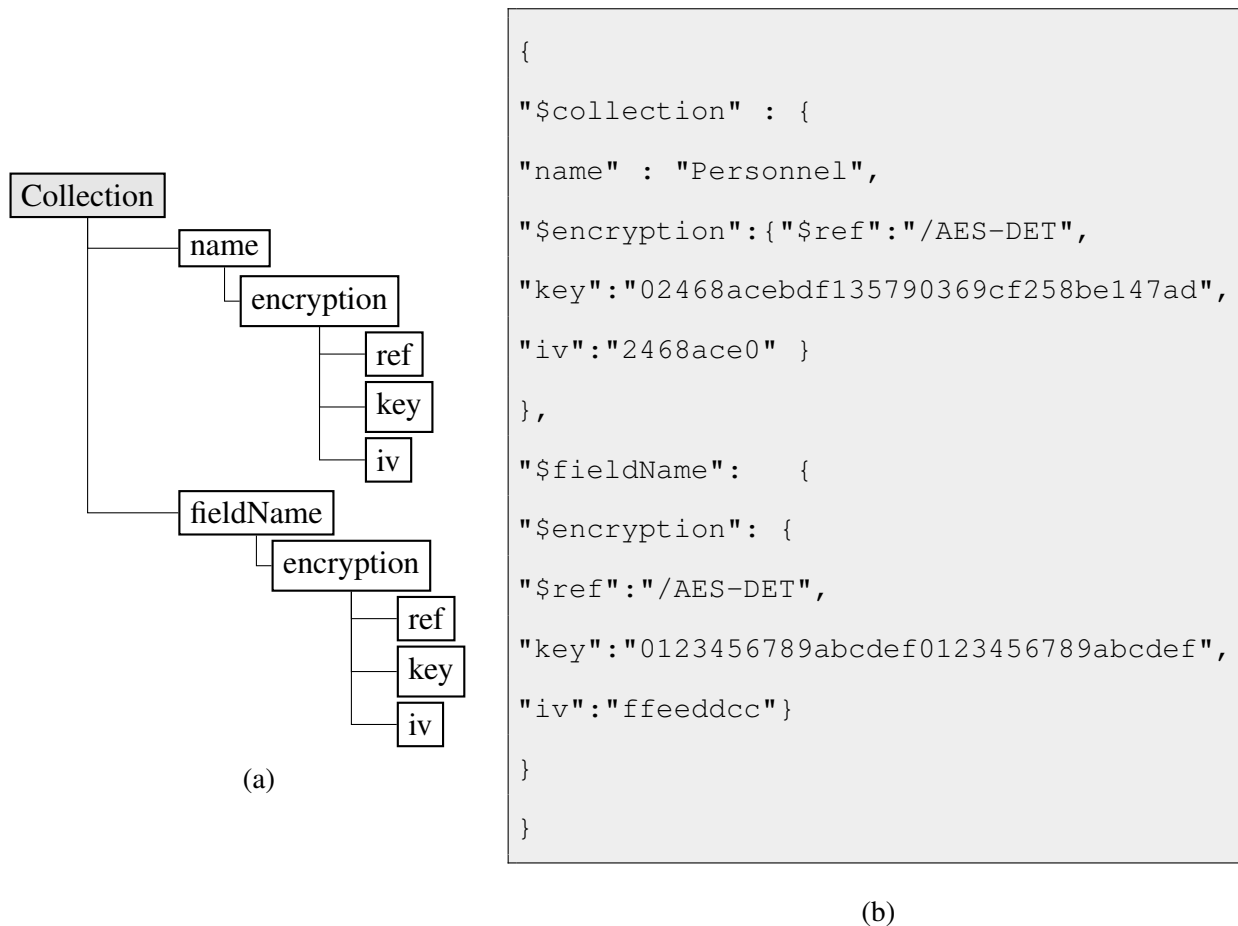 Collection
name
encryption
ref
key
iv
fieldName
encryption
ref
key
iv
(a)
{
"$collection" : {
"name" : "Personnel",
"$encryption":{"$ref":"/AES-DET",
"key":"02468acebdf135790369cf258be147ad",
"iv":"2468ace0" }
},
"$fieldName":   {
"$encryption": {
"$ref":"/AES-DET",
"key":"0123456789abcdef0123456789abcdef",
"iv":"ffeeddcc"}
}
}
(b)